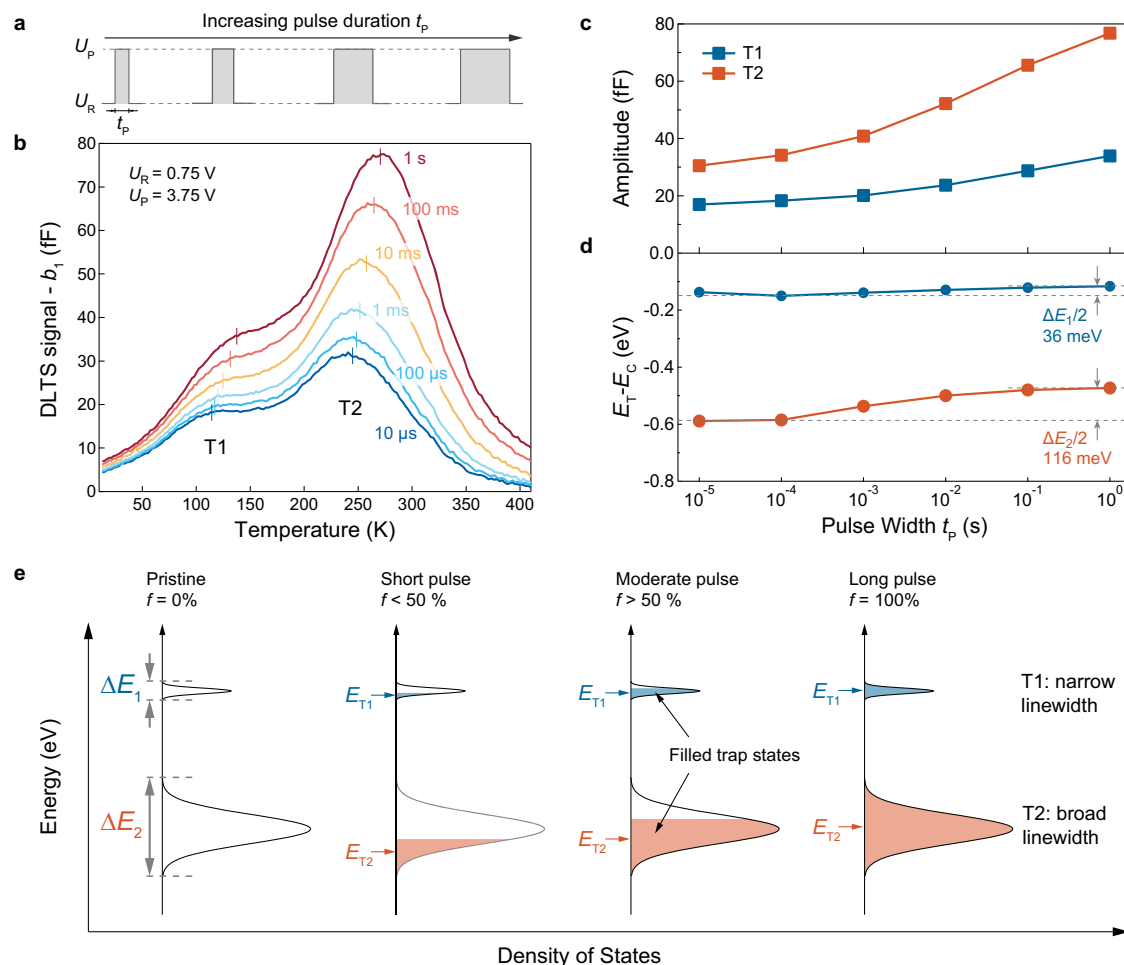 a
Increasing pulse duration tP
UP
UR
tP
b
80
70
60
50
40
30
20
10
0
DLTS signal - b1 (fF)
UR = 0.75 V
UP = 3.75 V
1 s
100 ms
10 ms
1 ms
100 µs
10 µs
T1
T2
50
100
150
200
250
300
350
400
Temperature (K)
c
80
60
40
20
0.0
Amplitude (fF)
T1
T2
d
-0.2
-0.4
-0.6
-0.8
ET-EC (eV)
ΔE1/2
36 meV
ΔE2/2
116 meV
10-5
10-4
10-3
10-2
10-1
100
Pulse Width tP (s)
e
Pristine
f = 0%
Short pulse
f < 50 %
Moderate pulse
f > 50 %
Long pulse
f = 100%
Energy (eV)
ΔE1
ΔE2
ET1
ET2
ET1
ET2
Filled trap states
ET1
ET2
T1: narrow
linewidth
T2: broad
linewidth
Density of States